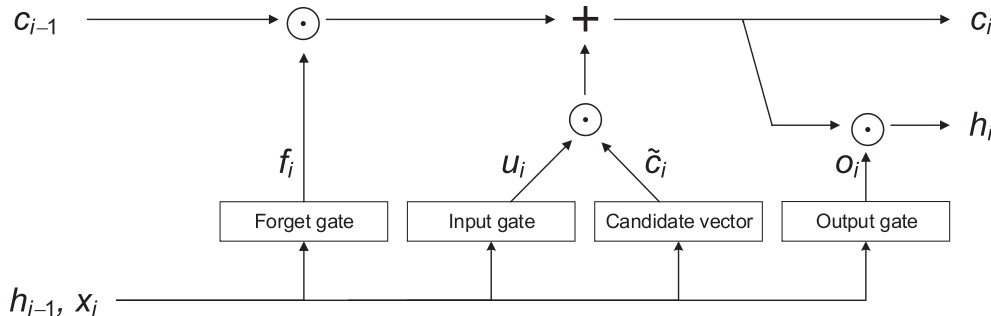 c_{i−1} ⊙ + c_i
⊙ ⊙ h_i
f_i u_i c̃_i o_i
Forget gate Input gate Candidate vector Output gate
h_{i−1}, x_i